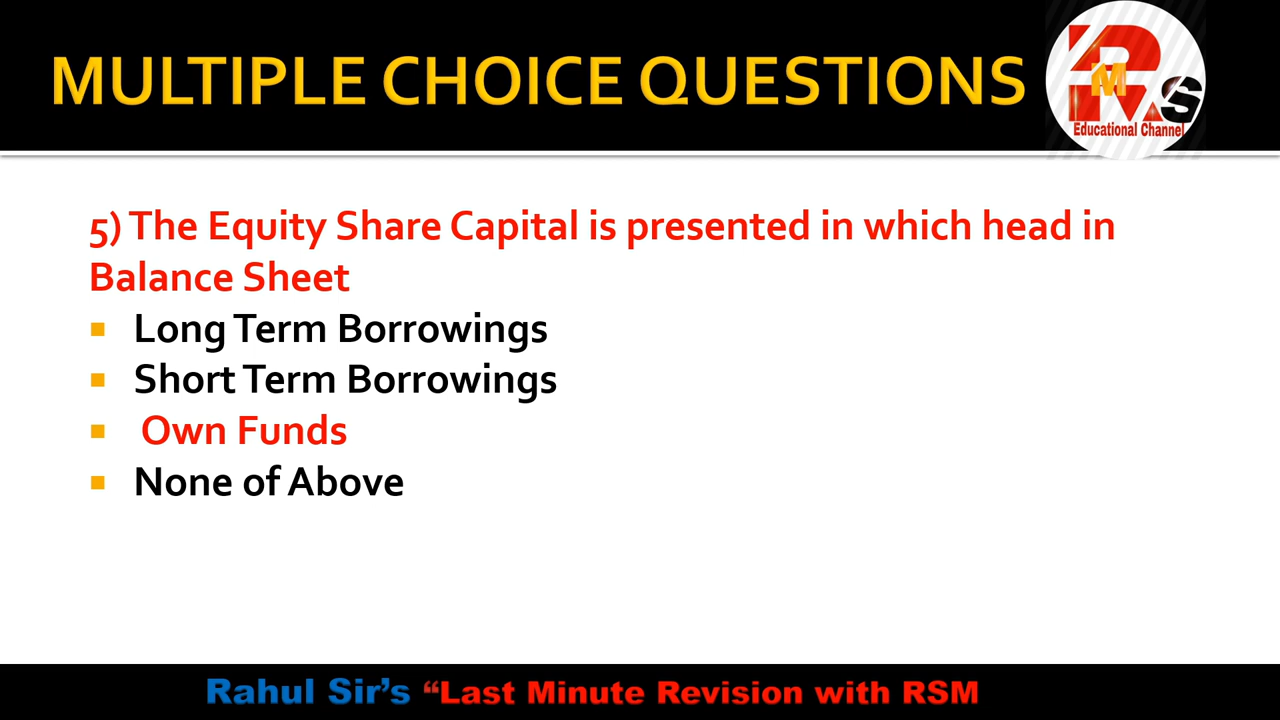 MULTIPLE CHOICE QUESTIONS
RMS
Educational Channel
5) The Equity Share Capital is presented in which head in
Balance Sheet
Long Term Borrowings
Short Term Borrowings
Own Funds
None of Above
Rahul Sir's “Last Minute Revision with RSM